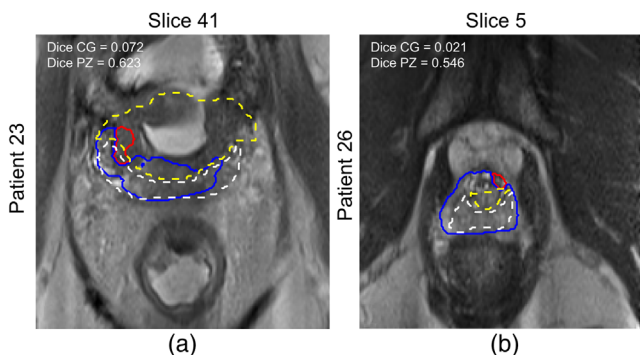 Slice 41
Slice 5
Dice CG = 0.072
Dice PZ = 0.623
Dice CG = 0.021
Dice PZ = 0.546
Patient 23
Patient 26
(a)
(b)